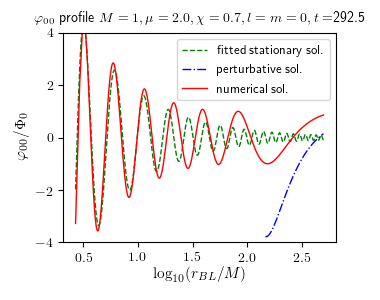 φ₀₀ profile M = 1, μ = 2.0, χ = 0.7, l = m = 0, t =292.5
fitted stationary sol.
perturbative sol.
numerical sol.
φ₀₀/Φ₀
4
2
0
−2
−4
0.5 1.0 1.5 2.0 2.5
log₁₀(r_BL/M)